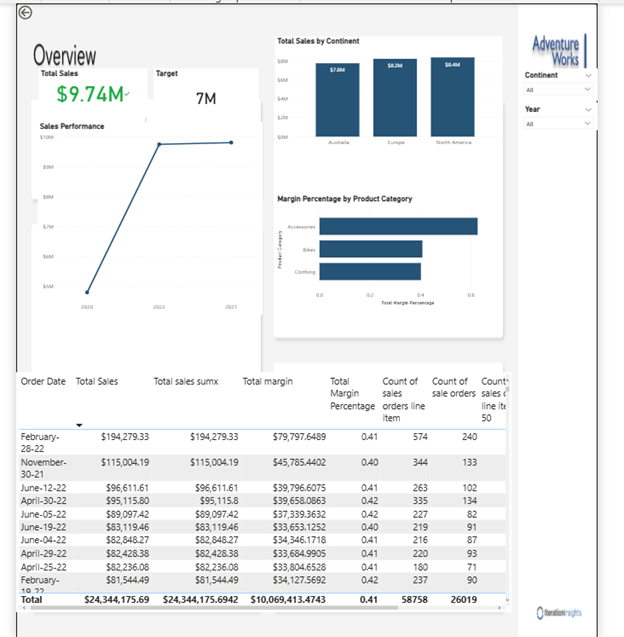 Overview
Total Sales
$9.74M
Target
7M
Sales Performance
$10M
$9M
$8M
$7M
$6M
$5M
2020
2022
2021
Total Sales by Continent
$8M
$6M
$4M
$2M
$0M
$7.8M
$8.2M
$8.4M
Australia
Europe
North America
Margin Percentage by Product Category
Product Category
Accessories
Bikes
Clothing
0.0
0.2
0.4
0.6
Total Margin Percentage
Adventure
Works
Continent
All
Year
All
Order Date Total Sales Total sales sumx Total margin Total Margin Percentage Count of sales orders line item Count of sale orders Count sales line ite 50
February-28-22 $194,279.33 $194,279.33 $79,797.6489 0.41 574 240
November-30-21 $115,004.19 $115,004.19 $45,785.4402 0.40 344 133
June-12-22 $96,611.61 $96,611.61 $39,796.6075 0.41 263 102
April-30-22 $95,115.80 $95,115.8 $39,658.0863 0.42 335 134
June-05-22 $89,097.42 $89,097.42 $37,339.3632 0.42 227 82
June-19-22 $83,119.46 $83,119.46 $33,653.1252 0.40 219 91
June-04-22 $82,848.27 $82,848.27 $34,346.1718 0.41 216 87
April-29-22 $82,428.38 $82,428.38 $33,684.9905 0.41 220 93
April-25-22 $82,236.08 $82,236.08 $33,804.6528 0.41 180 71
February-19-22 $81,544.49 $81,544.49 $34,127.5692 0.42 237 90
Total $24,344,175.69 $24,344,175.6942 $10,069,413.4743 0.41 58758 26019
iterationinsights